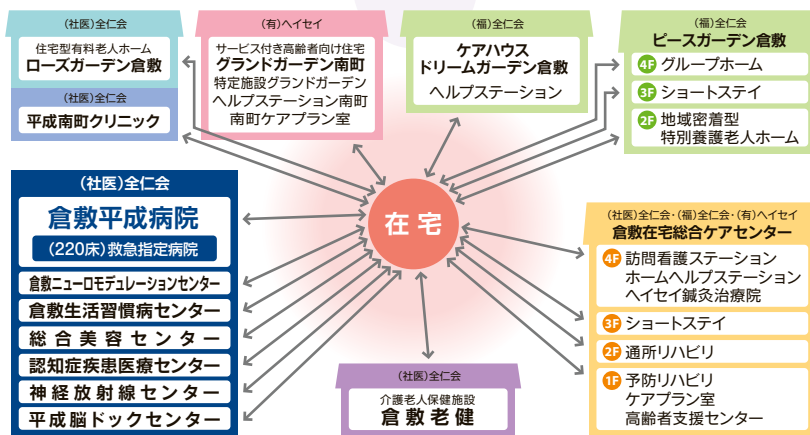 (社医)全仁会
住宅型有料老人ホーム
ローズガーデン倉敷
(社医)全仁会
平成南町クリニック
(有)ヘイセイ
サービス付き高齢者向け住宅
グランドガーデン南町
特定施設グランドガーデン
ヘルプステーション南町
南町ケアプラン室
(福)全仁会
ケアハウス
ドリームガーデン倉敷
ヘルプステーション
(福)全仁会
ピースガーデン倉敷
4F グループホーム
3F ショートステイ
2F 地域密着型
特別養護老人ホーム
在宅
(社医)全仁会
倉敷平成病院
(220床)救急指定病院
倉敷ニューロモデュレーションセンター
倉敷生活習慣病センター
総合美容センター
認知症疾患医療センター
神経放射線センター
平成脳ドックセンター
(社医)全仁会
介護老人保健施設
倉敷老健
(社医)全仁会・(福)全仁会・(有)ヘイセイ
倉敷在宅総合ケアセンター
4F 訪問看護ステーション
ホームヘルプステーション
ヘイセイ鍼灸治療院
3F ショートステイ
2F 通所リハビリ
1F 予防リハビリ
ケアプラン室
高齢者支援センター